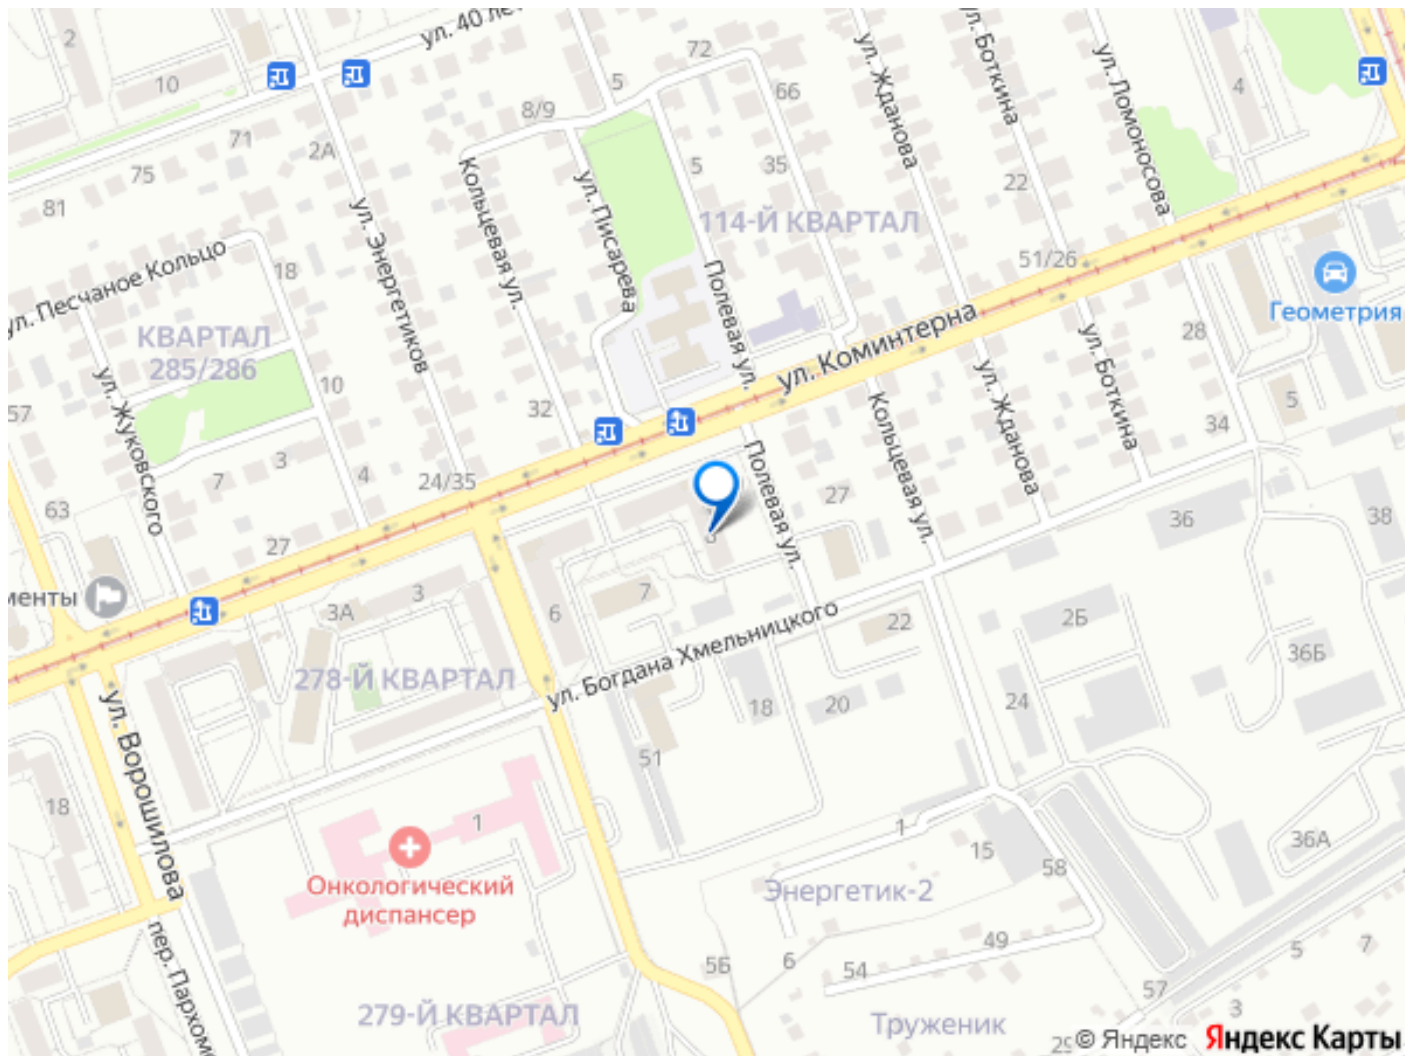 ул. 40 ле
2
10
72
5
66
8/9
71
2А
75
81
ул. Жданова
ул. Боткина
ул. Ломоносова
4
22
5
35
Кольцевая ул.
ул. Писарева
114-Й КВАРТАЛ
ул. Энергетиков
ул. Песчаное Кольцо
18
КВАРТАЛ
285/286
Полевая ул.
51/26
Геометрия
28
ул. Коминтерна
ул. Боткина
ул. Жданова
Кольцевая ул.
10
57
ул. Жуковского
32
5
34
7
3
4
24/35
63
27
Полевая ул.
27
36
38
менты
3А
3
6
7
22
2Б
36Б
278-Й КВАРТАЛ
ул. Богдана Хмельницкого
18
20
24
ул. Ворошилова
51
18
1
1
15
58
36А
Онкологический
диспансер
Энергетик-2
пер. Пархом
49
5Б
6
54
5
7
57
3
279-Й КВАРТАЛ
Труженик
29
© Яндекс Яндекс Карты